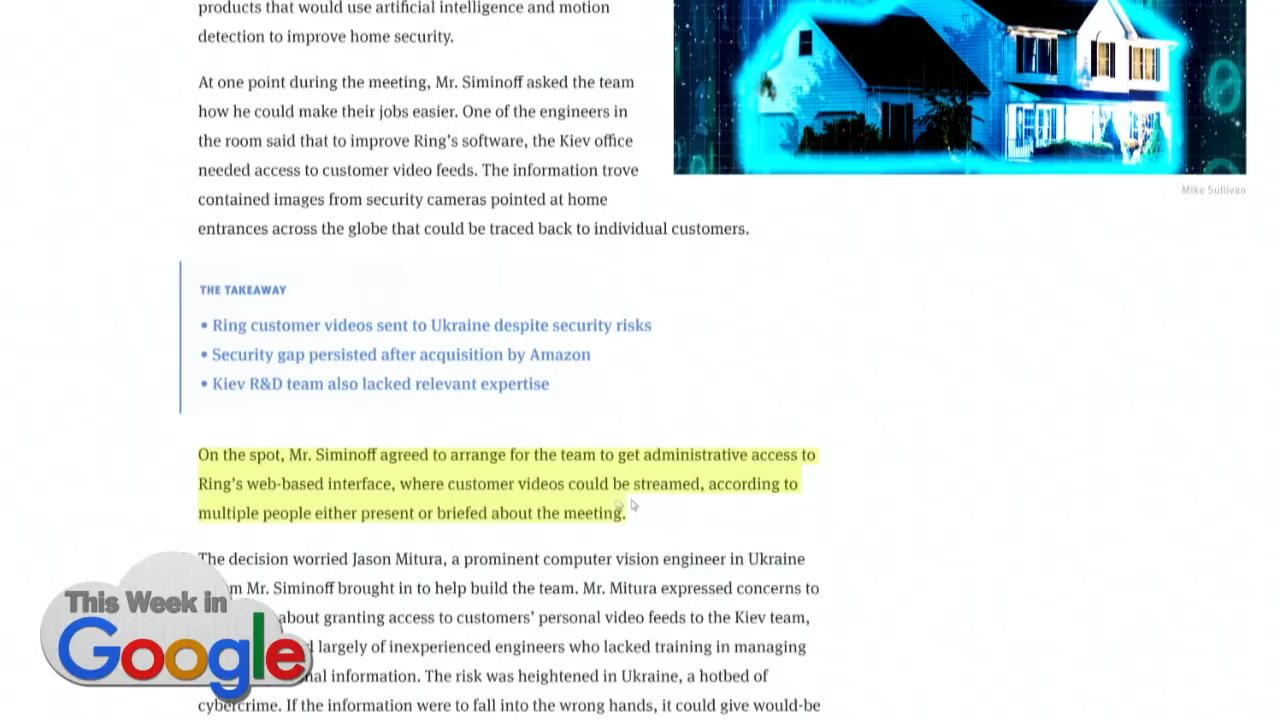 products that would use artificial intelligence and motion
detection to improve home security.
At one point during the meeting, Mr. Siminoff asked the team
how he could make their jobs easier. One of the engineers in
the room said that to improve Ring's software, the Kiev office
needed access to customer video feeds. The information trove
contained images from security cameras pointed at home
entrances across the globe that could be traced back to individual customers.
Mike Sullivan
THE TAKEAWAY
• Ring customer videos sent to Ukraine despite security risks
• Security gap persisted after acquisition by Amazon
• Kiev R&D team also lacked relevant expertise
On the spot, Mr. Siminoff agreed to arrange for the team to get administrative access to
Ring's web-based interface, where customer videos could be streamed, according to
multiple people either present or briefed about the meeting.
The decision worried Jason Mitura, a prominent computer vision engineer in Ukraine
Mr. Siminoff brought in to help build the team. Mr. Mitura expressed concerns to
about granting access to customers' personal video feeds to the Kiev team,
largely of inexperienced engineers who lacked training in managing
information. The risk was heightened in Ukraine, a hotbed of
cybercrime. If the information were to fall into the wrong hands, it could give would-be
This Week in
Google